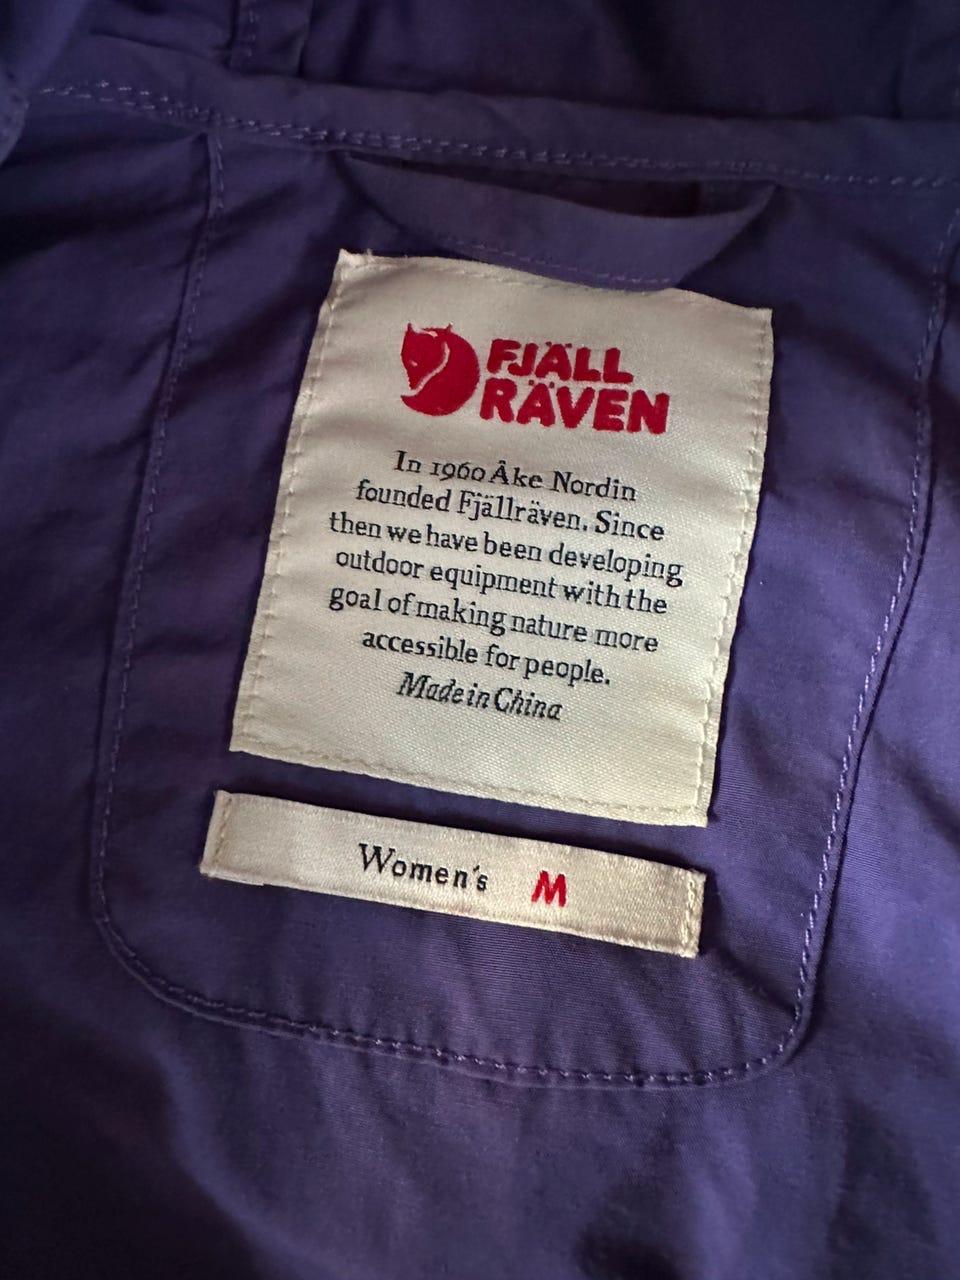 FJÄLL
RÄVEN
In 1960 Åke Nordin
founded Fjällräven. Since
then we have been developing
outdoor equipment with the
goal of making nature more
accessible for people.
Made in China
Women's M